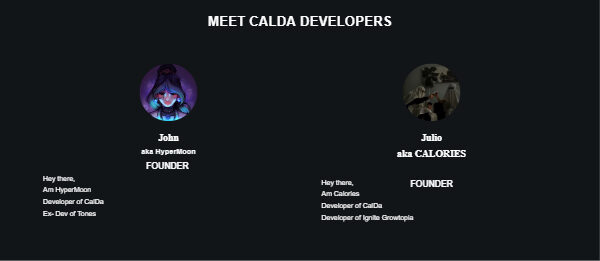 MEET CALDA DEVELOPERS
John
aka HyperMoon
FOUNDER
Hey there,
Am HyperMoon
Developer of CalDa
Ex- Dev of Tones
Julio
aka CALORIES
FOUNDER
Hey there,
Am Calories
Developer of CalDa
Developer of Ignite Growtopia